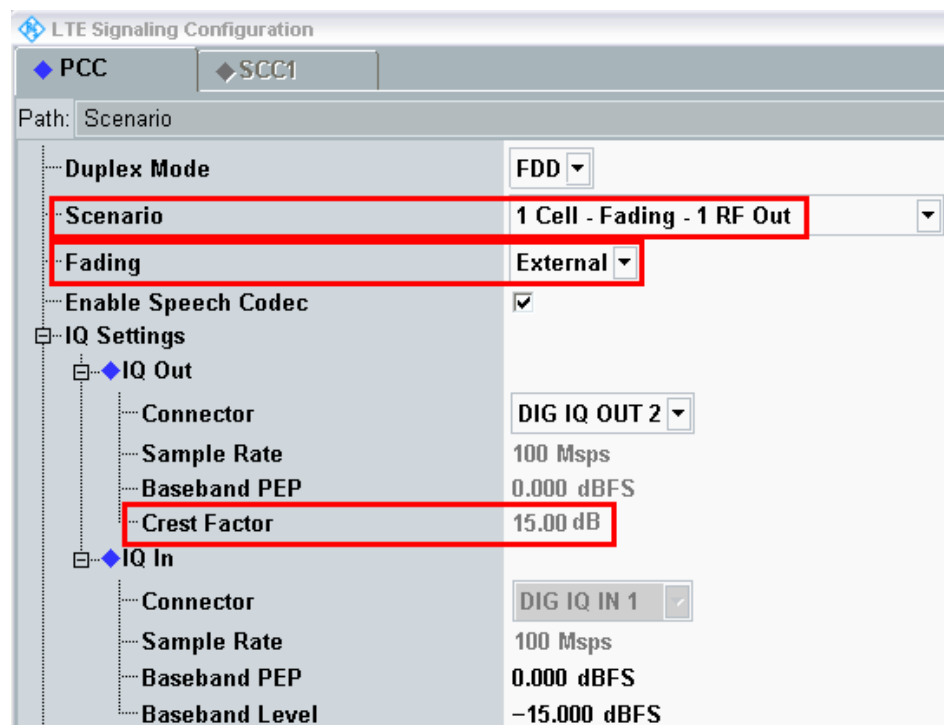 LTE Signaling Configuration
PCC SCC1
Path: Scenario
Duplex Mode FDD
Scenario 1 Cell - Fading - 1 RF Out
Fading External
Enable Speech Codec
IQ Settings
IQ Out
Connector DIG IQ OUT 2
Sample Rate 100 Msps
Baseband PEP 0.000 dBFS
Crest Factor 15.00 dB
IQ In
Connector DIG IQ IN 1
Sample Rate 100 Msps
Baseband PEP 0.000 dBFS
Baseband Level −15.000 dBFS